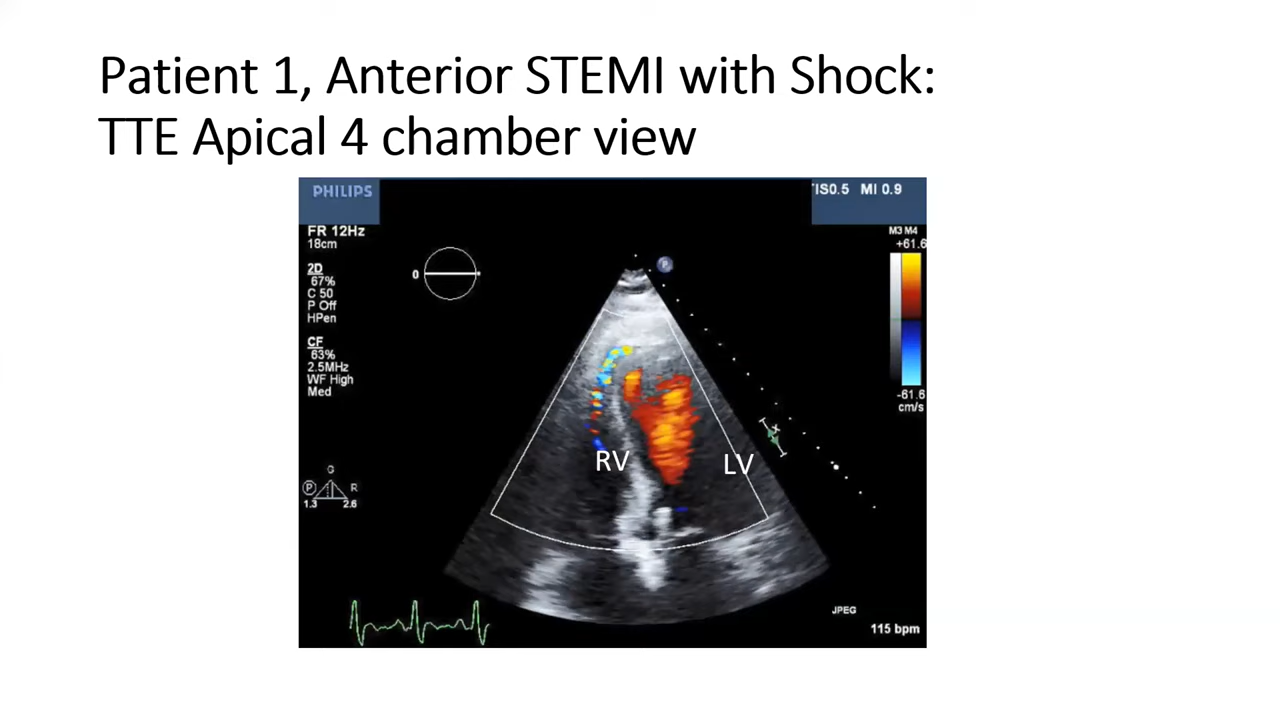 Patient 1, Anterior STEMI with Shock:
TTE Apical 4 chamber view
PHILIPS
TIS0.5 MI 0.9
FR 12Hz
18cm
M3 M4
+61.6
0
2D
67%
C 50
P Off
HPen
P
CF
63%
2.5MHz
WF High
Med
-61.6
cm/s
x
RV
LV
G
P R
1.3 2.6
JPEG
115 bpm